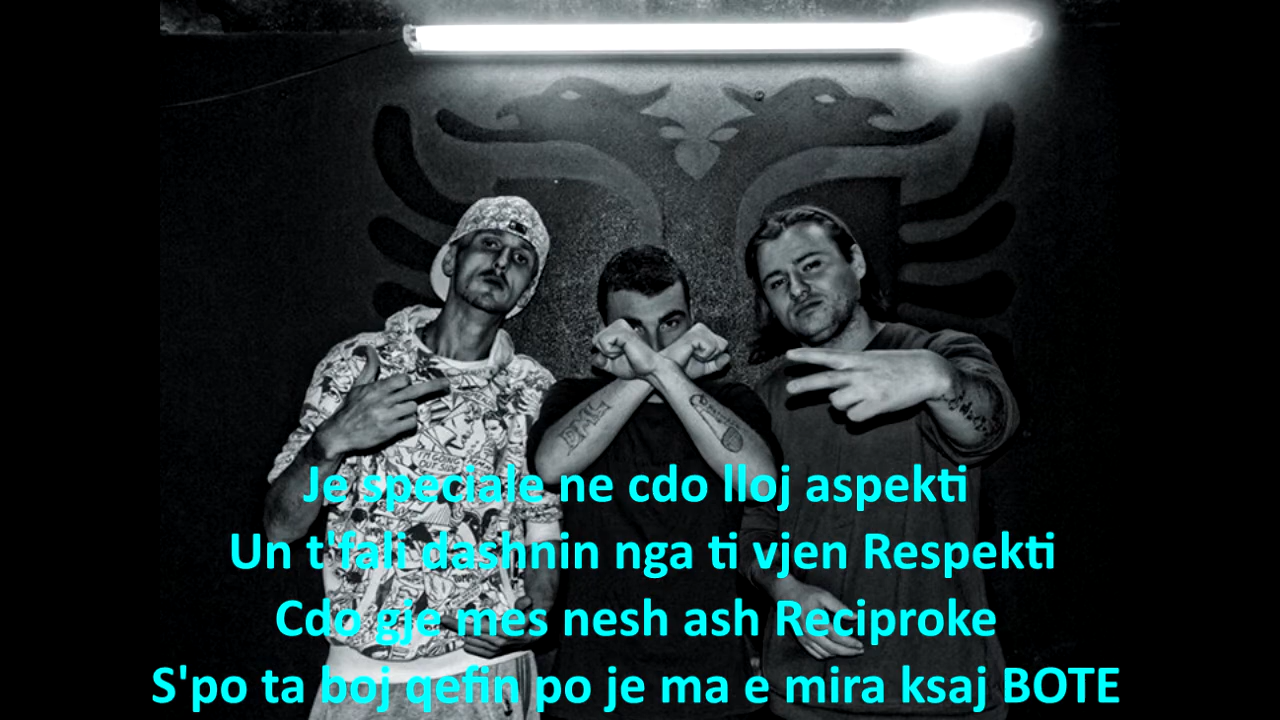 Je speciale ne cdo lloj aspekti
Un t'fali dashnin nga ti vjen Respekti
Cdo gje mes nesh ash Reciproke
S'po ta boj qefin po je ma e mira ksaj BOTE